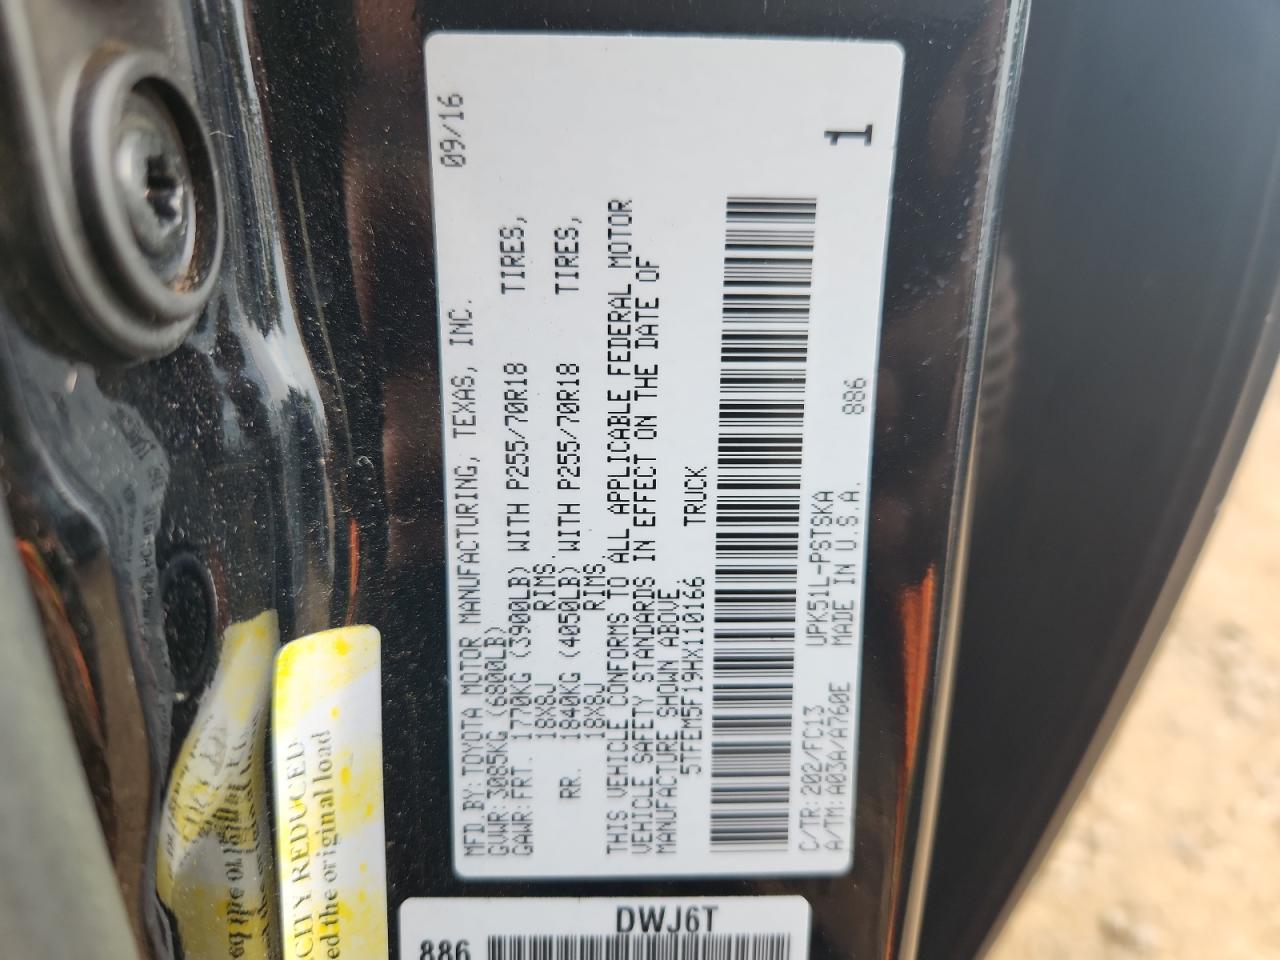 MFD.BY:TOYOTA MOTOR MANUFACTURING, TEXAS, INC. 09/16
GVWR:3085KG (6800LB)
GAWR:FRT. 1770KG (3900LB) WITH P255/70R18 TIRES,
18X8J RIMS.
RR. 1840KG (4050LB) WITH P255/70R18 TIRES,
18X8J RIMS.
THIS VEHICLE CONFORMS TO ALL APPLICABLE FEDERAL MOTOR
VEHICLE SAFETY STANDARDS IN EFFECT ON THE DATE OF
MANUFACTURE SHOWN ABOVE.
5TFEM5F19HX110166 TRUCK
C/TR:202/FC13 UPK51L-PSTSKA 886 1
A/TM:A03A/A760E MADE IN U.S.A.
CITY REDUCED
ed the original load
DWJ6T
886